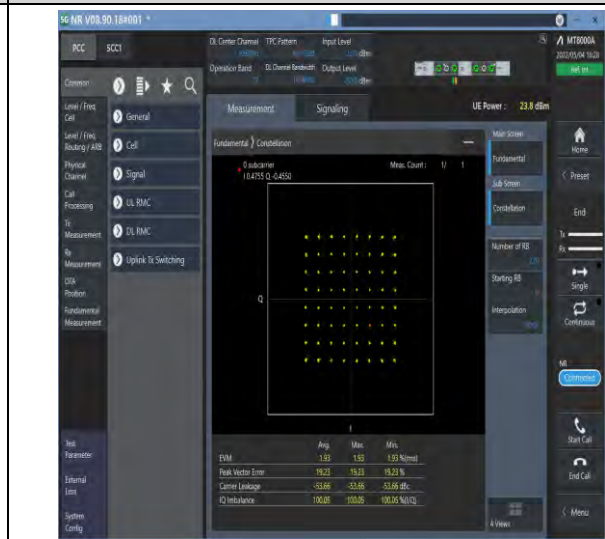 5G NR V08.90.18#001 *
PCC SCC1
DL Center Channel TPC Pattern Input Level
dBm
Operation Band DL Channel Bandwidth Output Level
dBm
MT8000A
2022/05/04 16:28
Common
Level / Freq.
Cell
Level / Freq.
Routing / ARB
Physical
Channel
Call
Processing
Tx
Measurement
Rx
Measurement
OTA
Position
Fundamental
Measurement
Test
Parameter
External
Loss
System
Config
General
Cell
Signal
UL RMC
DL RMC
Uplink Tx Switching
Measurement Signaling
UE Power : 23.8 dBm
Fundamental Constellation
0 subcarrier Meas. Count : 1/ 1
I 0.4755 Q -0.4550
Q
I
Avg. Max. Min.
EVM 1.93 1.93 1.93 %(rms)
Peak Vector Error 19.23 19.23 19.23 %
Carrier Leakage -53.66 -53.66 -53.66 dBc
IQ Imbalance 100.05 100.05 100.05 %(I/Q)
Main Screen
Fundamental
Sub Screen
Constellation
Number of RB
Starting RB
Interpolation
4 Views
Home
Preset
End
Tx
Rx
Single
Continuous
NR
Connected
Start Call
End Call
Menu